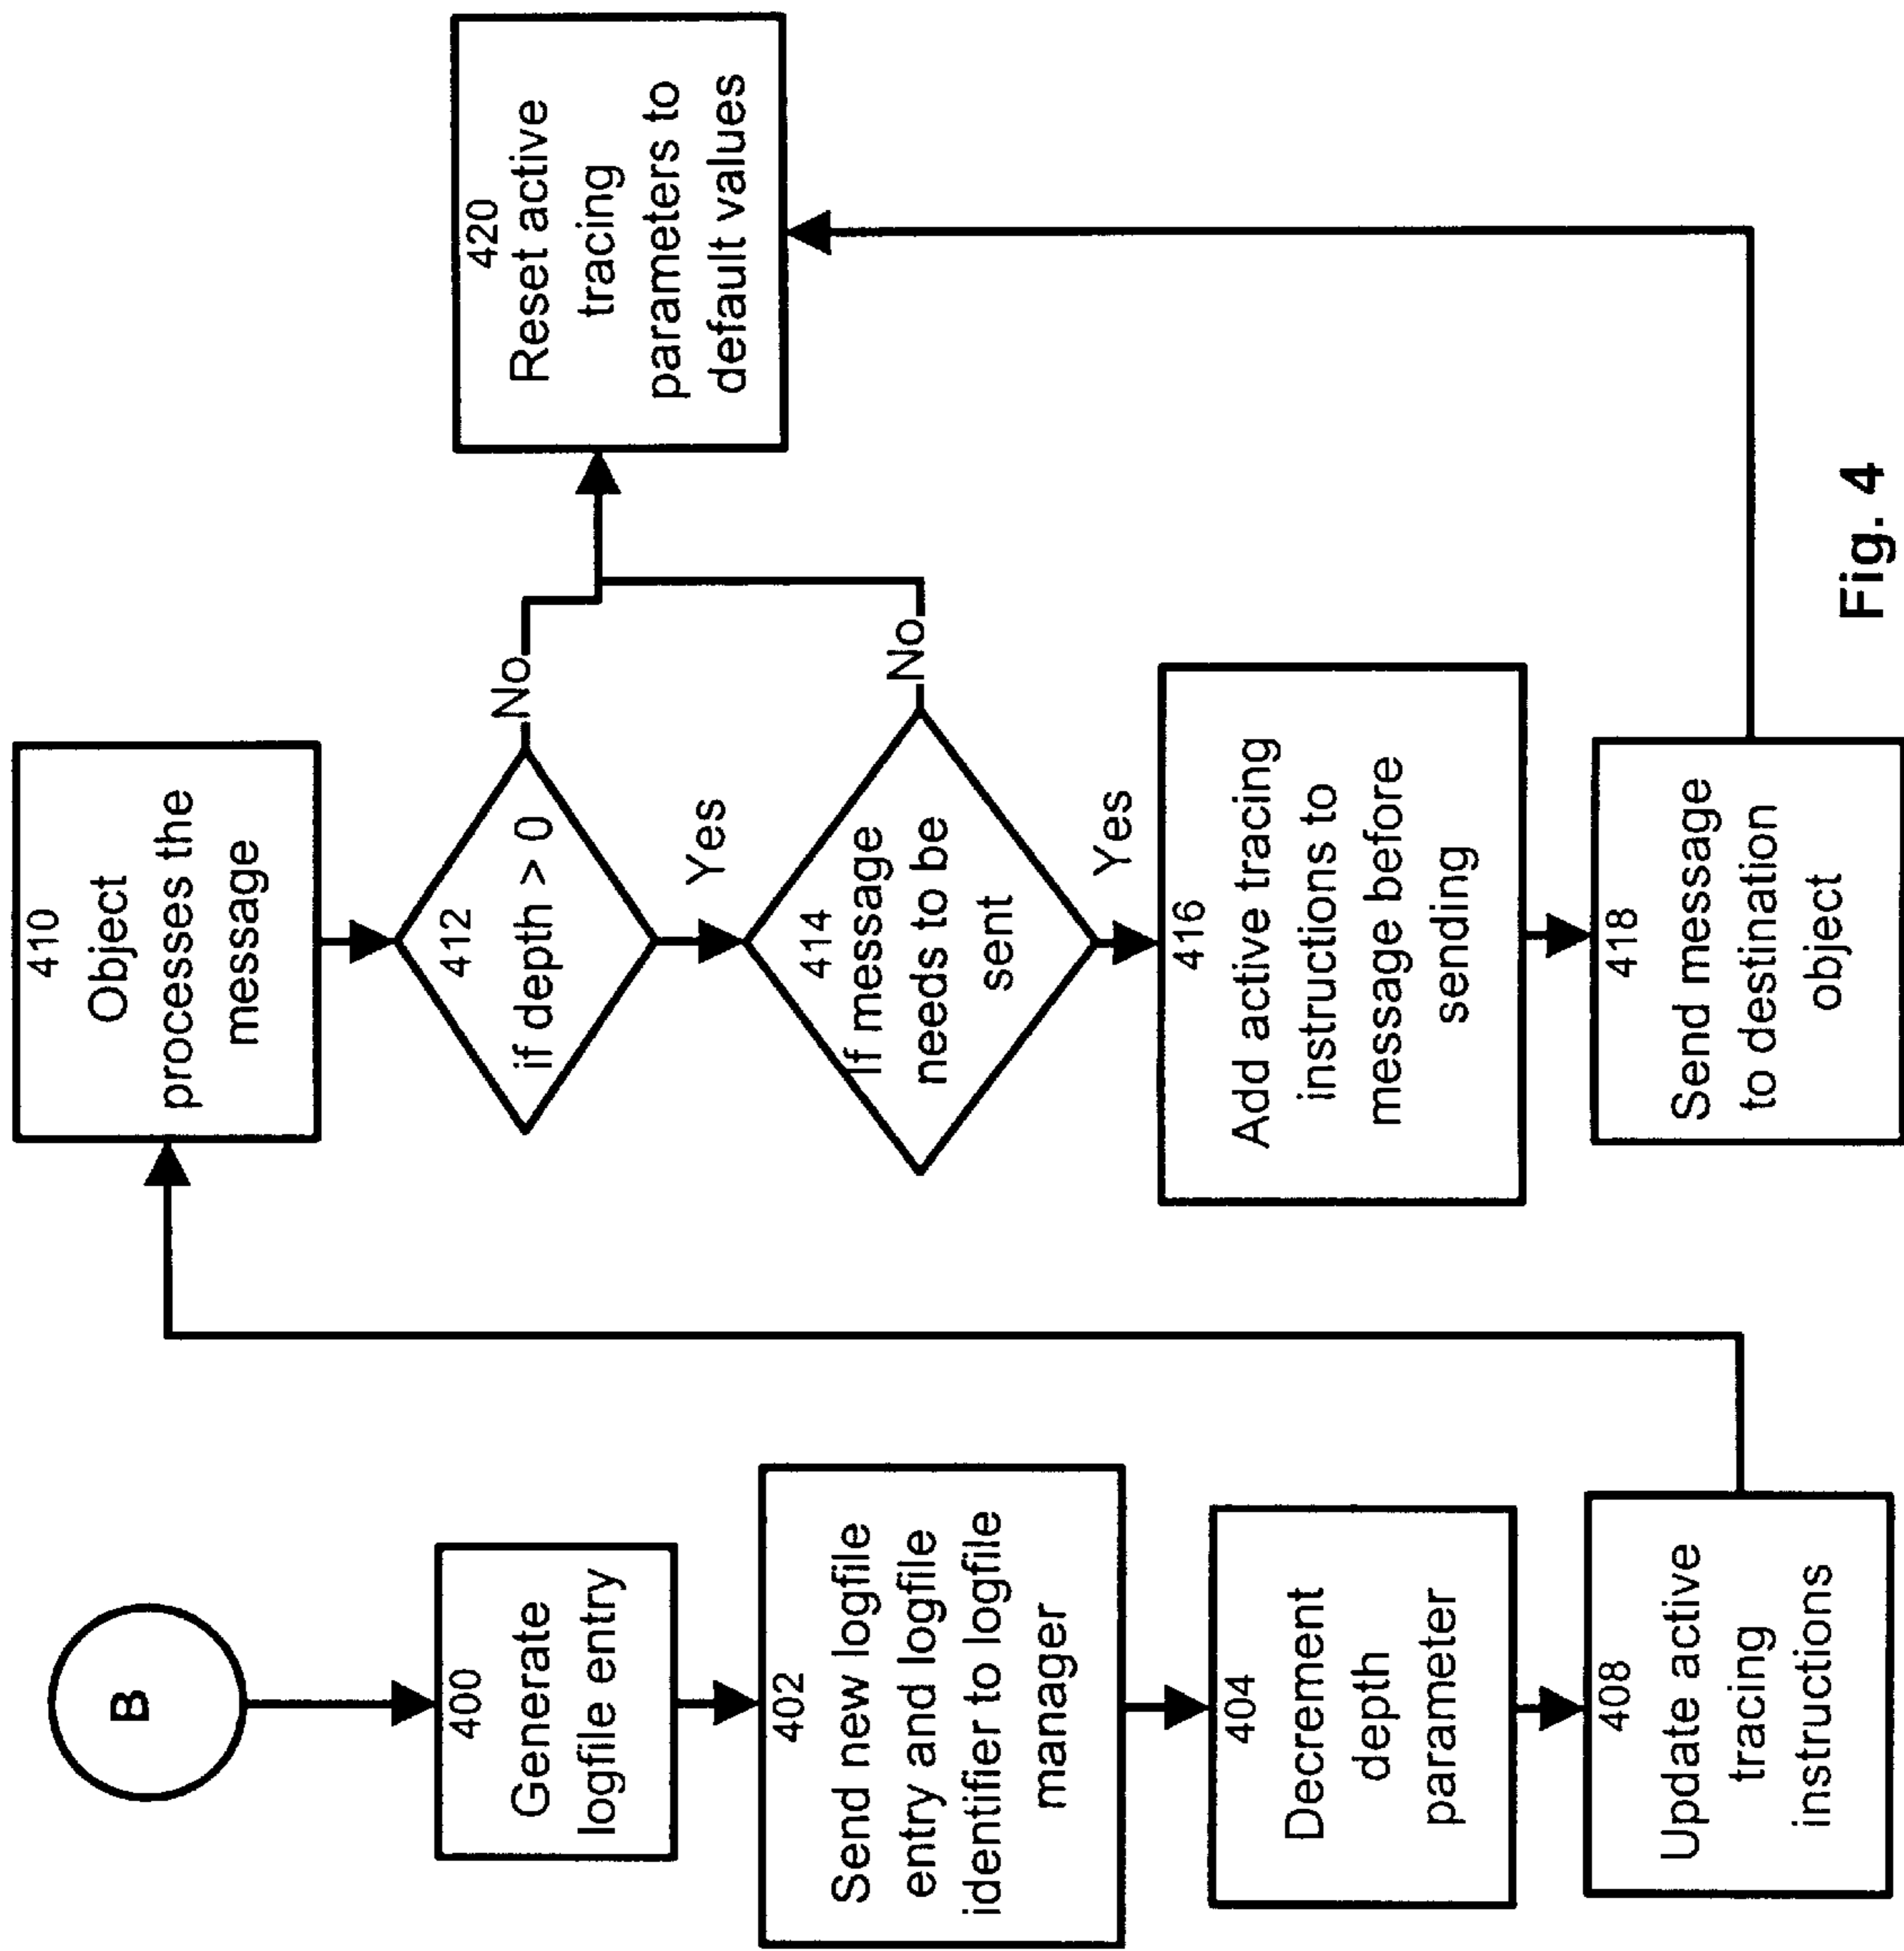 B
400
Generate
logfile entry
402
Send new logfile
entry and logfile
identifier to logfile
manager
404
Decrement
depth
parameter
408
Update active
tracing
instructions
410
Object
processes the
message
412
if depth > 0
No
Yes
414
If message
needs to be
sent
No
Yes
416
Add active tracing
instructions to
message before
sending
418
Send message
to destination
object
420
Reset active
tracing
parameters to
default values
Fig. 4